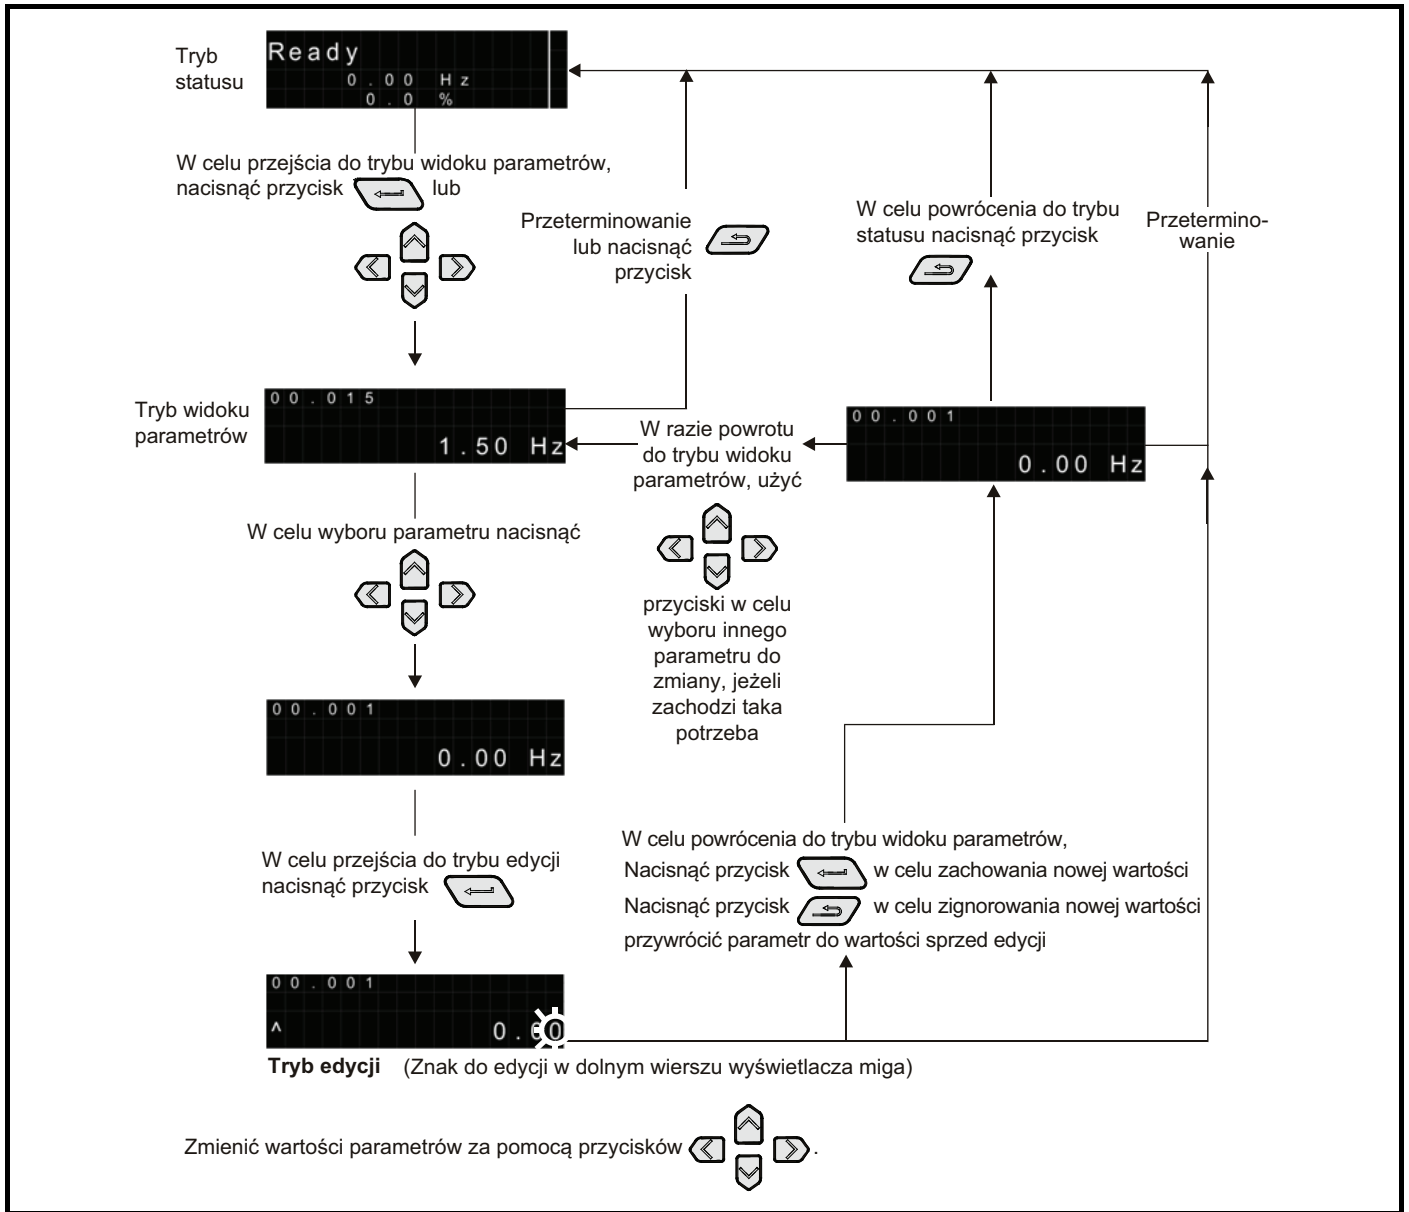 Tryb
statusu
Ready
0.00 Hz
0.0 %
W celu przejścia do trybu widoku parametrów,
nacisnąć przycisk lub
Przeterminowanie
lub nacisnąć
przycisk
W celu powrócenia do trybu
statusu nacisnąć przycisk
Przetermino-
wanie
Tryb widoku
parametrów
00.015
1.50 Hz
W razie powrotu
do trybu widoku
parametrów, użyć
przyciski w celu
wyboru innego
parametru do
zmiany, jeżeli
zachodzi taka
potrzeba
00.001
0.00 Hz
W celu wyboru parametru nacisnąć
00.001
0.00 Hz
W celu przejścia do trybu edycji
nacisnąć przycisk
W celu powrócenia do trybu widoku parametrów,
Nacisnąć przycisk w celu zachowania nowej wartości
Nacisnąć przycisk w celu zignorowania nowej wartości
przywrócić parametr do wartości sprzed edycji
00.001
^ 0.00
Tryb edycji (Znak do edycji w dolnym wierszu wyświetlacza miga)
Zmienić wartości parametrów za pomocą przycisków .